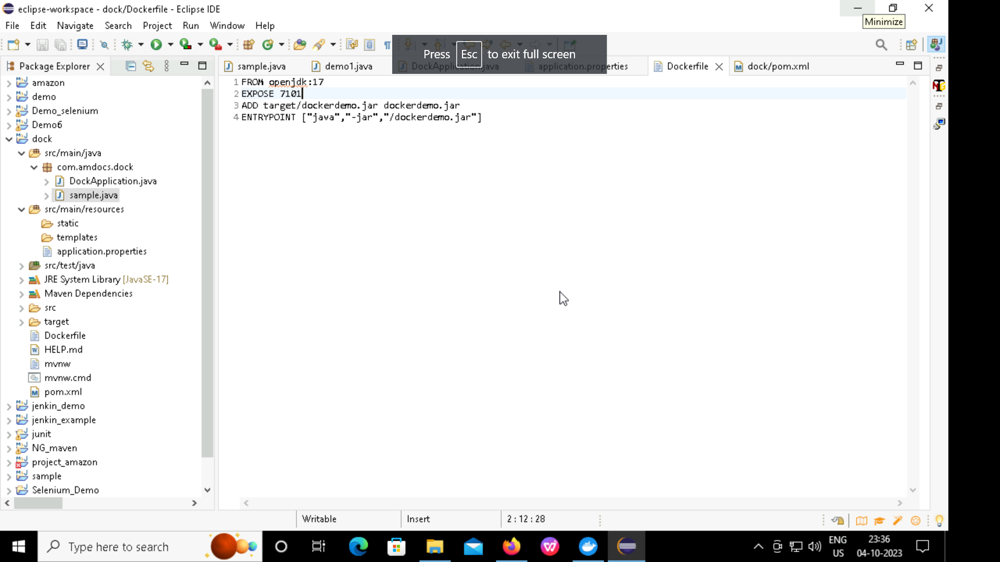 eclipse-workspace - dock/Dockerfile - Eclipse IDE
File Edit Navigate Search Project Run Window Help
Minimize
Press Esc to exit full screen
Package Explorer
sample.java demo1.java DockApplication.java application.properties Dockerfile dock/pom.xml
amazon
demo
Demo_selenium
Demo6
dock
src/main/java
com.amdocs.dock
DockApplication.java
sample.java
src/main/resources
static
templates
application.properties
src/test/java
JRE System Library [JavaSE-17]
Maven Dependencies
src
target
Dockerfile
HELP.md
mvnw
mvnw.cmd
pom.xml
jenkin_demo
jenkin_example
junit
NG_maven
project_amazon
sample
Selenium_Demo
1 FROM openjdk:17
2 EXPOSE 7101
3 ADD target/dockerdemo.jar dockerdemo.jar
4 ENTRYPOINT ["java","-jar","/dockerdemo.jar"]
Writable Insert 2 : 12 : 28
Type here to search
ENG
US
23:36
04-10-2023